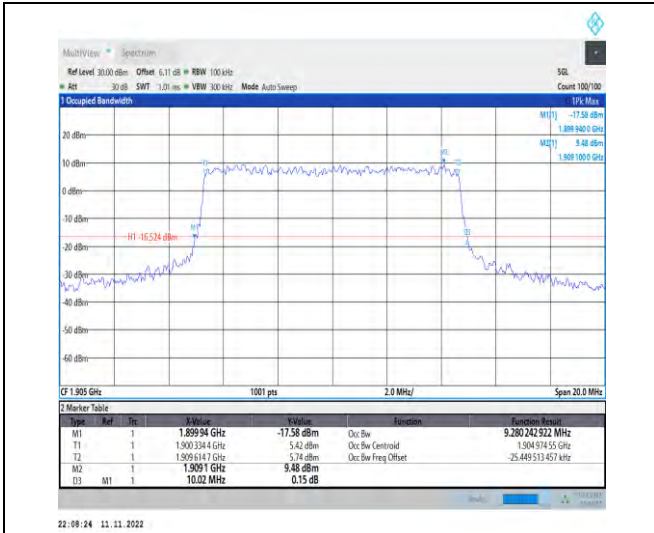 MultiView Spectrum
Ref Level 30.00 dBm Offset 6.11 dB RBW 100 kHz SGL
Att 30 dB SWT 1.01 ms VBW 300 kHz Mode Auto Sweep Count 100/100
1 Occupied Bandwidth 1Pk Max
M1[1] -17.58 dBm
1.899 940 0 GHz
M2[1] 9.48 dBm
1.909 100 0 GHz
20 dBm
M2
T1 T2
10 dBm
0 dBm
-10 dBm
M1
D3
H1 -16.524 dBm
-20 dBm
-30 dBm
-40 dBm
-50 dBm
-60 dBm
CF 1.905 GHz 1001 pts 2.0 MHz/ Span 20.0 MHz
2 Marker Table
Type Ref Trc X-Value Y-Value Function Function Result
M1 1 1.89994 GHz -17.58 dBm Occ Bw 9.280 242 922 MHz
T1 1 1.900 334 4 GHz 5.42 dBm Occ Bw Centroid 1.904 974 55 GHz
T2 1 1.909 614 7 GHz 5.74 dBm Occ Bw Freq Offset -25.449 513 457 kHz
M2 1 1.9091 GHz 9.48 dBm
D3 M1 1 10.02 MHz 0.15 dB
22:08:24 11.11.2022